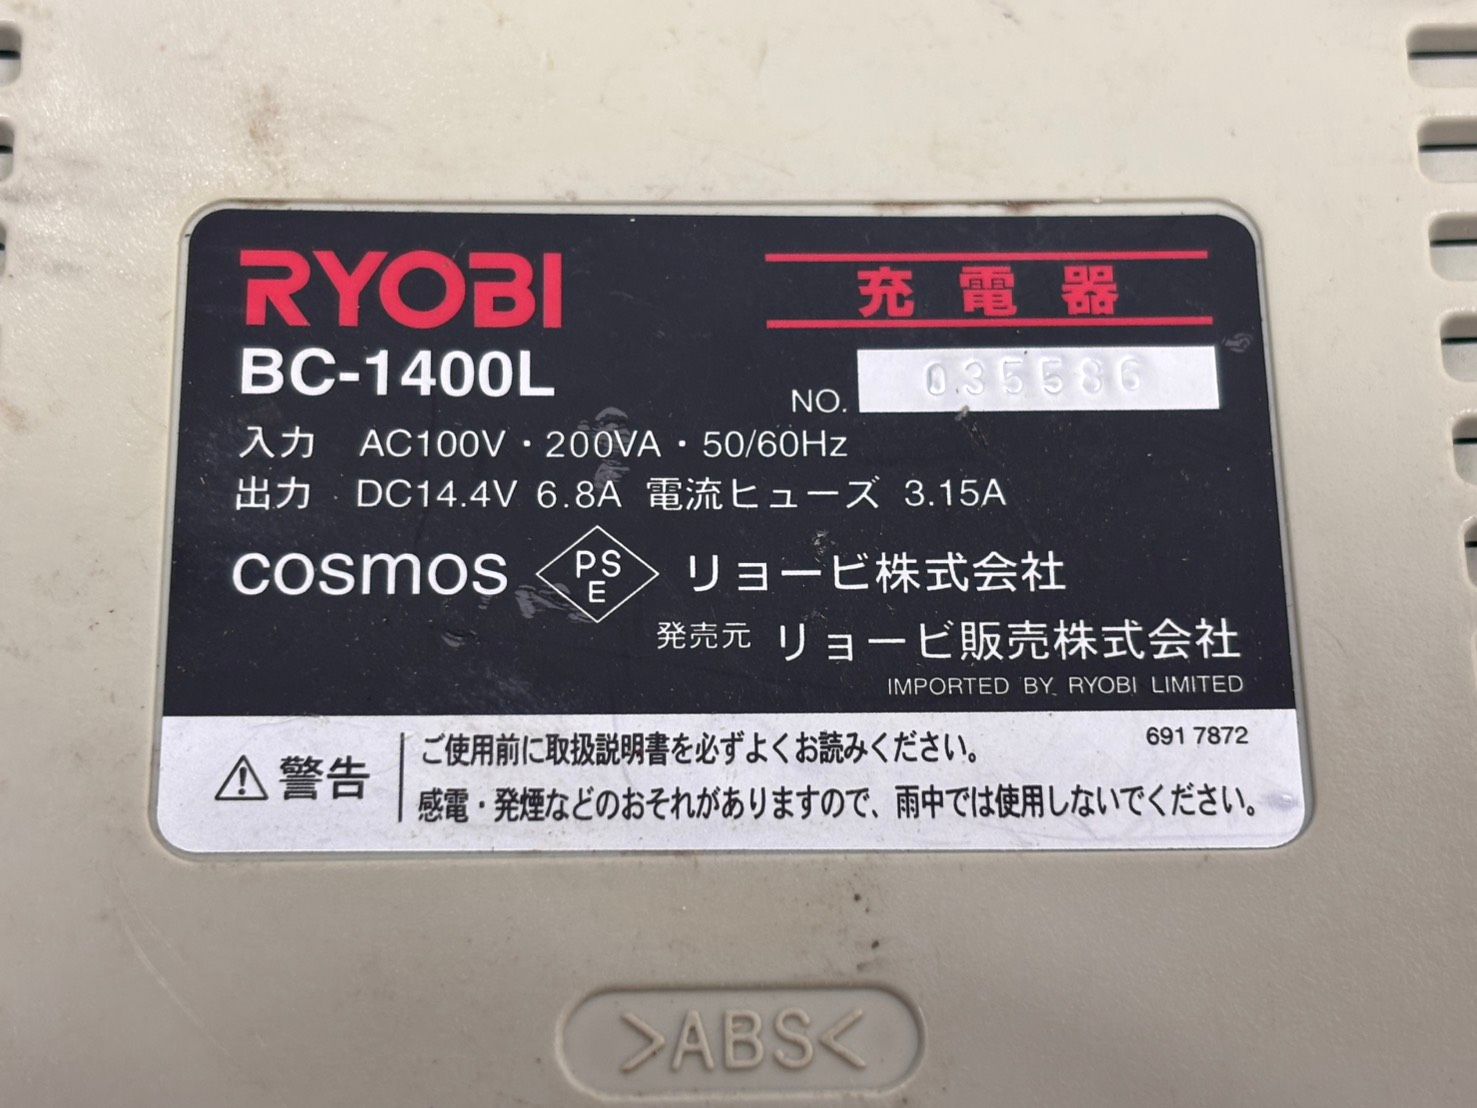 RYOBI
充電器
BC-1400L
NO. 035586
入力 AC100V・200VA・50/60Hz
出力 DC14.4V 6.8A 電流ヒューズ 3.15A
cosmos PSE リョービ株式会社
発売元 リョービ販売株式会社
IMPORTED BY RYOBI LIMITED
691 7872
警告
ご使用前に取扱説明書を必ずよくお読みください。
感電・発煙などのおそれがありますので、雨中では使用しないでください。
>ABS<